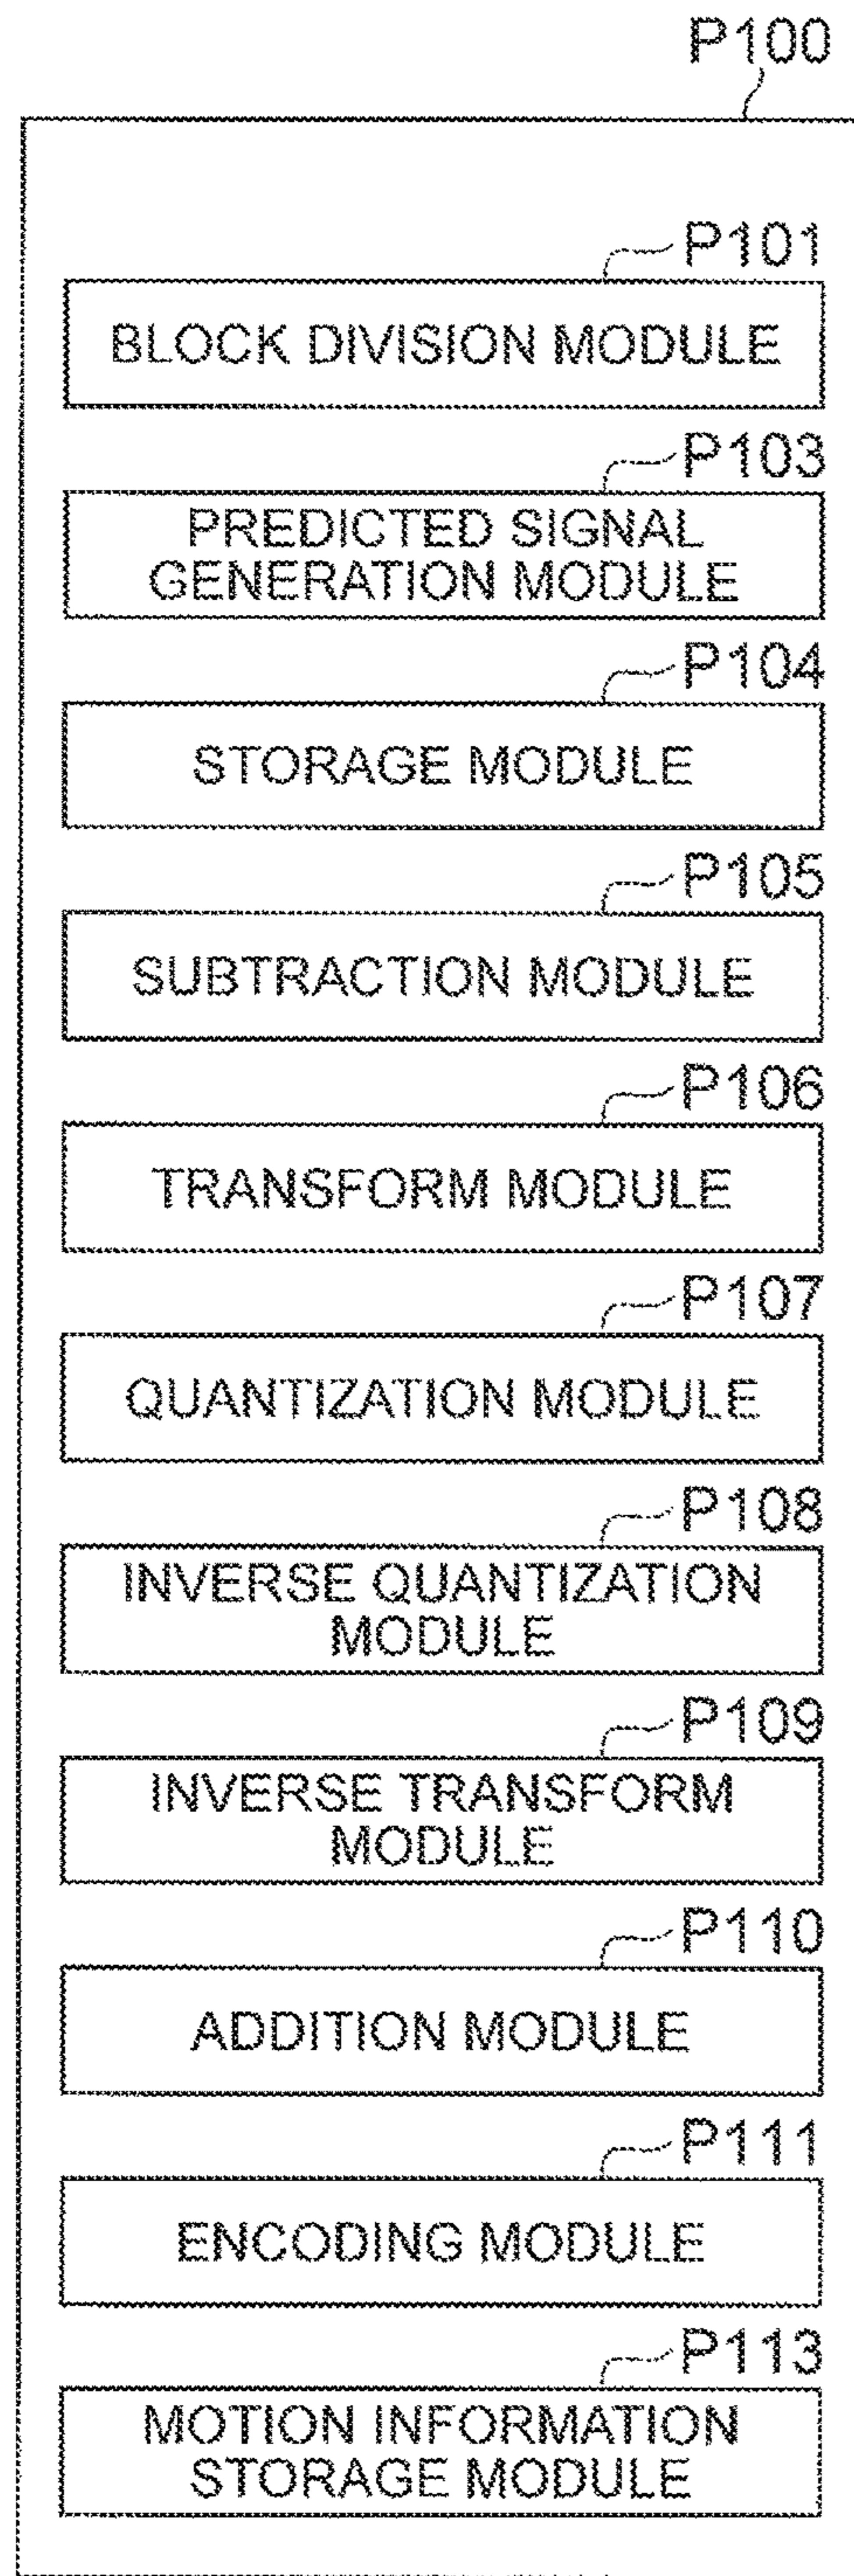 P100
P101
BLOCK DIVISION MODULE
P103
PREDICTED SIGNAL
GENERATION MODULE
P104
STORAGE MODULE
P105
SUBTRACTION MODULE
P106
TRANSFORM MODULE
P107
QUANTIZATION MODULE
P108
INVERSE QUANTIZATION
MODULE
P109
INVERSE TRANSFORM
MODULE
P110
ADDITION MODULE
P111
ENCODING MODULE
P113
MOTION INFORMATION
STORAGE MODULE